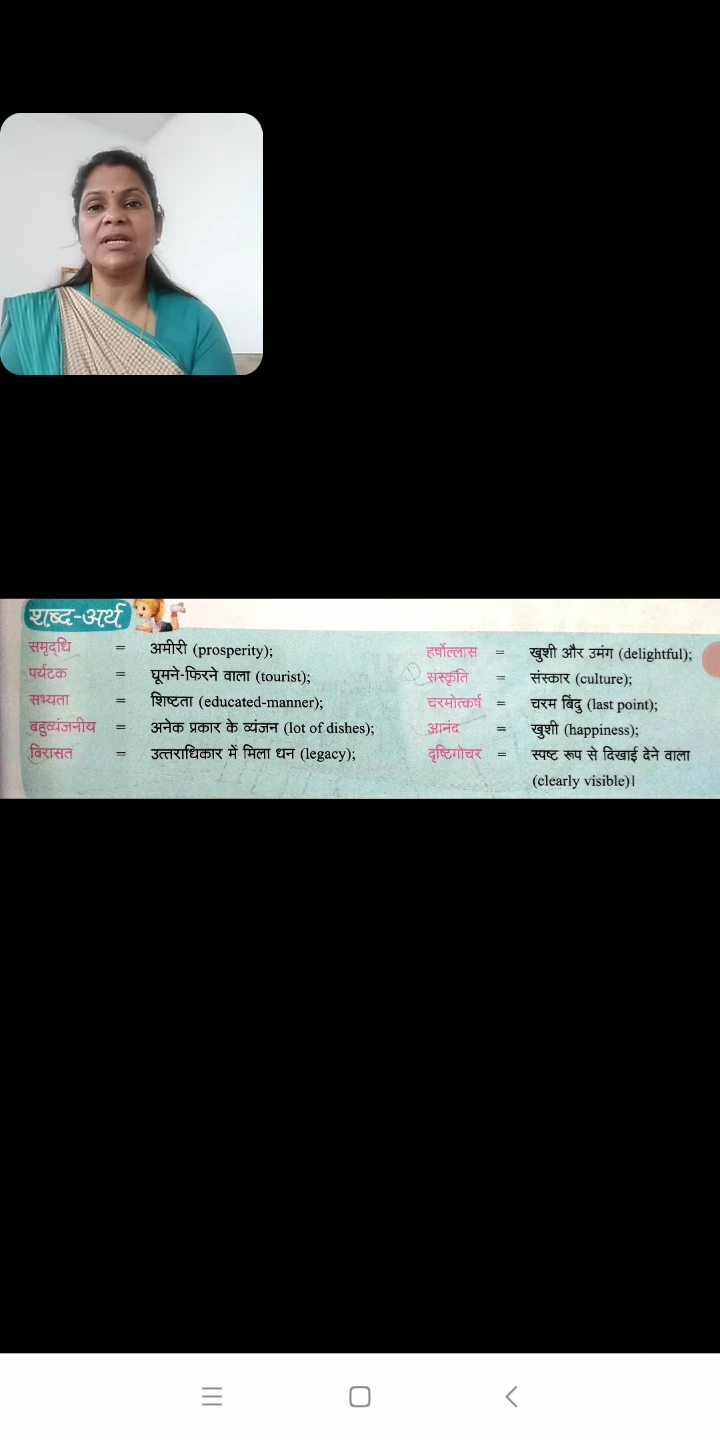 शब्द-अर्थ
समृद्धि = अमीरी (prosperity);
पर्यटक = घूमने-फिरने वाला (tourist);
सभ्यता = शिष्टता (educated-manner);
बहुव्यंजनीय = अनेक प्रकार के व्यंजन (lot of dishes);
विरासत = उत्तराधिकार में मिला धन (legacy);
हर्षोल्लास = खुशी और उमंग (delightful);
संस्कृति = संस्कार (culture);
चरमोत्कर्ष = चरम बिंदु (last point);
आनंद = खुशी (happiness);
दृष्टिगोचर = स्पष्ट रूप से दिखाई देने वाला
(clearly visible)।